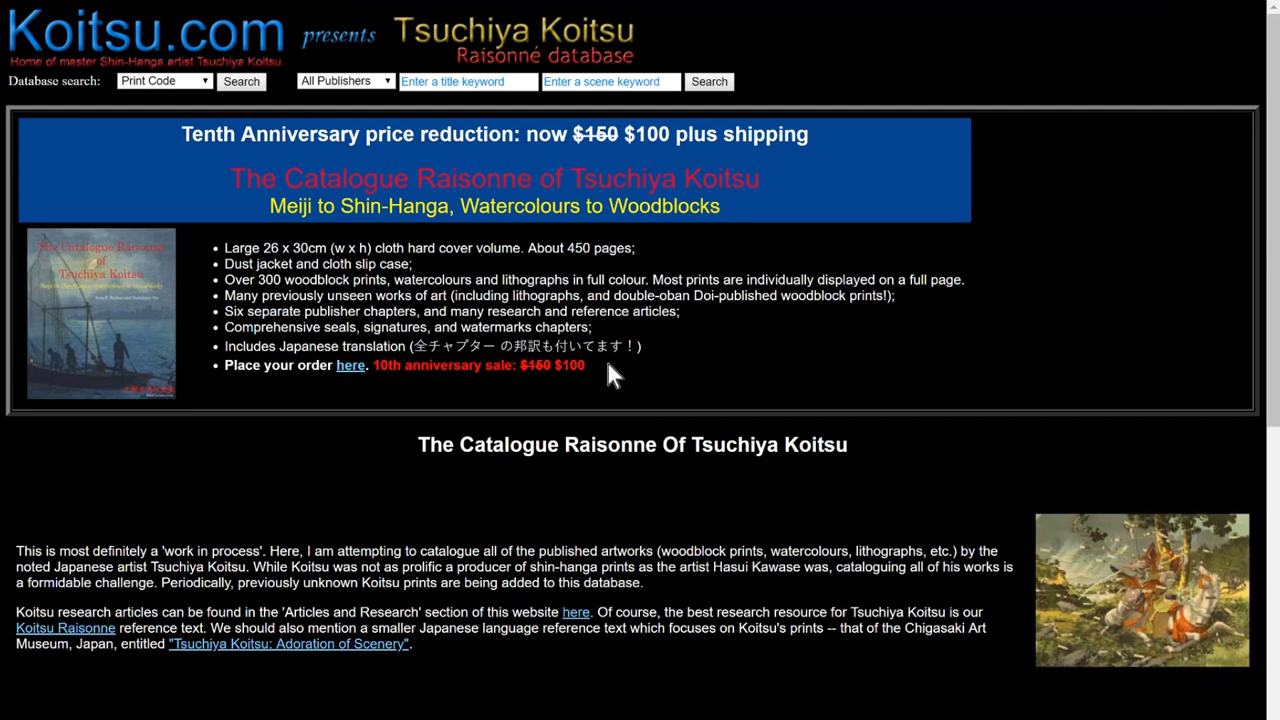 Koitsu.com presents Tsuchiya Koitsu
Home of master Shin-Hanga artist Tsuchiya Koitsu Raisonné database
Database search: Print Code Search All Publishers Enter a title keyword Enter a scene keyword Search
Tenth Anniversary price reduction: now $150 $100 plus shipping
The Catalogue Raisonne of Tsuchiya Koitsu
Meiji to Shin-Hanga, Watercolours to Woodblocks
The Catalogue Raisonne
of
Tsuchiya Koitsu
• Large 26 x 30cm (w x h) cloth hard cover volume. About 450 pages;
• Dust jacket and cloth slip case;
• Over 300 woodblock prints, watercolours and lithographs in full colour. Most prints are individually displayed on a full page.
• Many previously unseen works of art (including lithographs, and double-oban Doi-published woodblock prints!);
• Six separate publisher chapters, and many research and reference articles;
• Comprehensive seals, signatures, and watermarks chapters;
• Includes Japanese translation (全チャプター の邦訳も付いてます！)
• Place your order here. 10th anniversary sale: $150 $100
The Catalogue Raisonne Of Tsuchiya Koitsu
This is most definitely a 'work in process'. Here, I am attempting to catalogue all of the published artworks (woodblock prints, watercolours, lithographs, etc.) by the
noted Japanese artist Tsuchiya Koitsu. While Koitsu was not as prolific a producer of shin-hanga prints as the artist Hasui Kawase was, cataloguing all of his works is
a formidable challenge. Periodically, previously unknown Koitsu prints are being added to this database.
Koitsu research articles can be found in the 'Articles and Research' section of this website here. Of course, the best research resource for Tsuchiya Koitsu is our
Koitsu Raisonne reference text. We should also mention a smaller Japanese language reference text which focuses on Koitsu's prints -- that of the Chigasaki Art
Museum, Japan, entitled "Tsuchiya Koitsu: Adoration of Scenery".